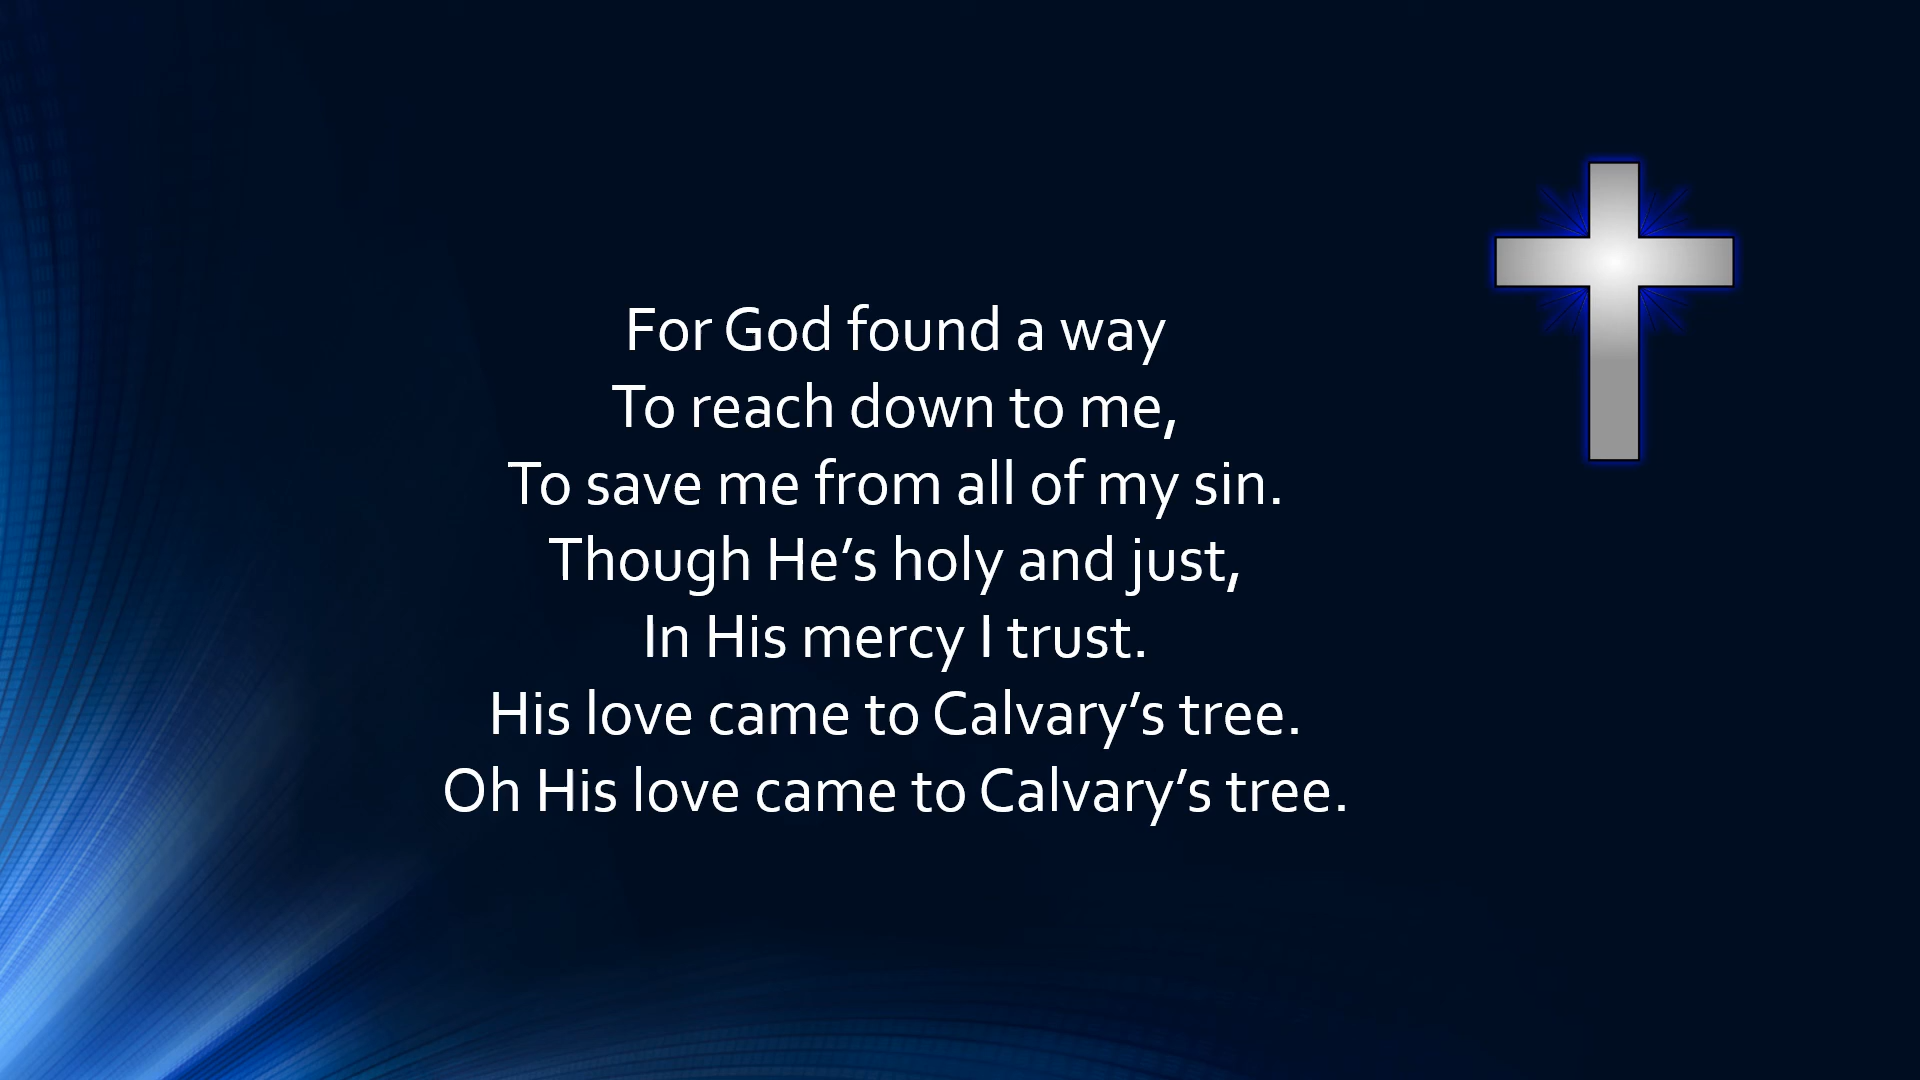 For God found a way
To reach down to me,
To save me from all of my sin.
Though He’s holy and just,
In His mercy I trust.
His love came to Calvary’s tree.
Oh His love came to Calvary’s tree.